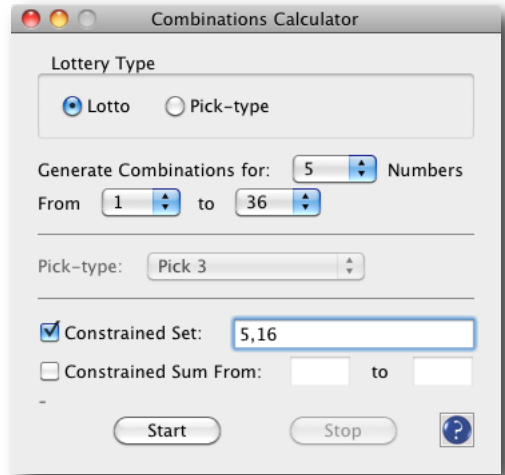 Combinations Calculator
Lottery Type
Lotto Pick-type
Generate Combinations for: 5 Numbers
From 1 to 36
Pick-type: Pick 3
Constrained Set: 5,16
Constrained Sum From: to
-
Start Stop ?